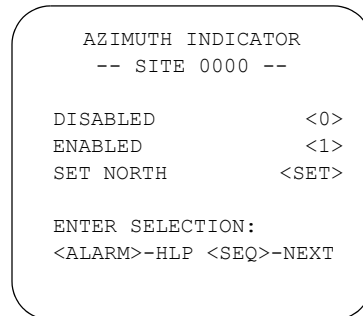 AZIMUTH INDICATOR
-- SITE 0000 --
DISABLED <0>
ENABLED <1>
SET NORTH <SET>
ENTER SELECTION:
<ALARM>-HLP <SEQ>-NEXT